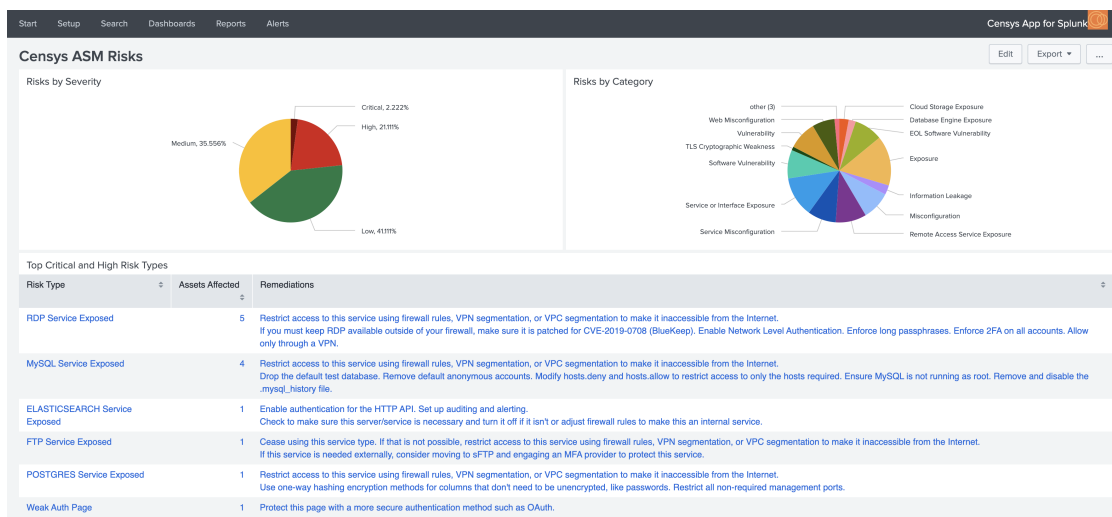 Start Setup Search Dashboards Reports Alerts Censys App for Splunk
Censys ASM Risks Edit Export ▾ ...
Risks by Severity
Critical, 2.222%
High, 21.111%
Medium, 35.556%
Low, 41.111%
Risks by Category
other (3)
Web Misconfiguration
Vulnerability
TLS Cryptographic Weakness
Software Vulnerability
Service or Interface Exposure
Service Misconfiguration
Cloud Storage Exposure
Database Engine Exposure
EOL Software Vulnerability
Exposure
Information Leakage
Misconfiguration
Remote Access Service Exposure
Top Critical and High Risk Types
Risk Type Assets Affected Remediations
RDP Service Exposed 5 Restrict access to this service using firewall rules, VPN segmentation, or VPC segmentation to make it inaccessible from the Internet.
If you must keep RDP available outside of your firewall, make sure it is patched for CVE-2019-0708 (BlueKeep). Enable Network Level Authentication. Enforce long passphrases. Enforce 2FA on all accounts. Allow
only through a VPN.
MySQL Service Exposed 4 Restrict access to this service using firewall rules, VPN segmentation, or VPC segmentation to make it inaccessible from the Internet.
Drop the default test database. Remove default anonymous accounts. Modify hosts.deny and hosts.allow to restrict access to only the hosts required. Ensure MySQL is not running as root. Remove and disable the
.mysql_history file.
ELASTICSEARCH Service 1 Enable authentication for the HTTP API. Set up auditing and alerting.
Exposed Check to make sure this server/service is necessary and turn it off if it isn't or adjust firewall rules to make this an internal service.
FTP Service Exposed 1 Cease using this service type. If that is not possible, restrict access to this service using firewall rules, VPN segmentation, or VPC segmentation to make it inaccessible from the Internet.
If this service is needed externally, consider moving to sFTP and engaging an MFA provider to protect this service.
POSTGRES Service Exposed 1 Restrict access to this service using firewall rules, VPN segmentation, or VPC segmentation to make it inaccessible from the Internet.
Use one-way hashing encryption methods for columns that don't need to be unencrypted, like passwords. Restrict all non-required management ports.
Weak Auth Page 1 Protect this page with a more secure authentication method such as OAuth.